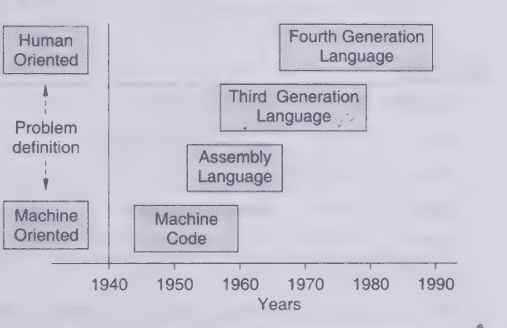 Human
Oriented
Fourth Generation
Language
Third Generation
Language
Problem
definition
Assembly
Language
Machine
Oriented
Machine
Code
1940 1950 1960 1970 1980 1990
Years